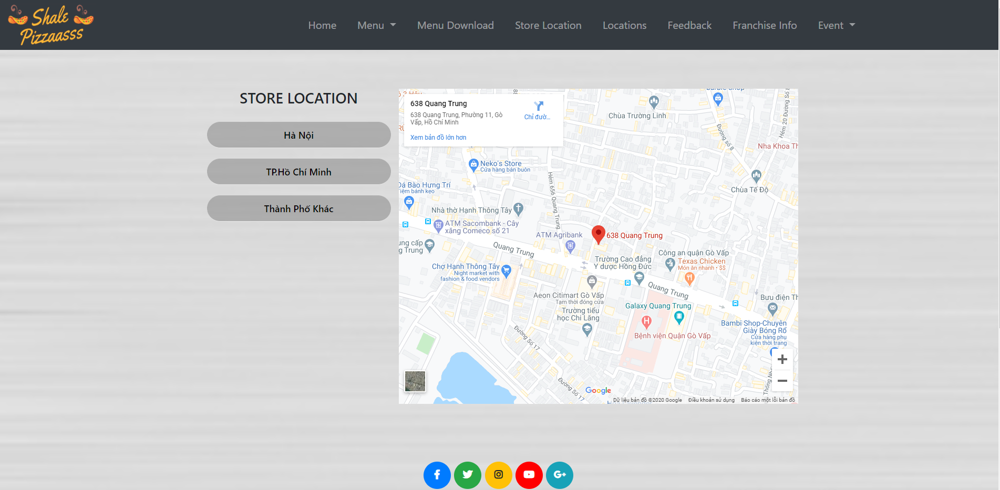 Shale
Pizzaasss
Home
Menu
Menu Download
Store Location
Locations
Feedback
Franchise Info
Event
STORE LOCATION
Hà Nội
TP.Hồ Chí Minh
Thành Phố Khác
638 Quang Trung
638 Quang Trung, Phường 11, Gò
Vấp, Hồ Chí Minh
Chỉ đườ...
Xem bản đồ lớn hơn
Chùa Trường Linh
Đường số 8
Hẻm 20 Đường Số 8
Nha Khoa Th
Neko's Store
Cửa hàng bán buôn
Hẻm 656 Quang Trung
Đá Bào Hưng Trí
Tiệm bánh kẹo
Chùa Tế Độ
Nhà thờ Hạnh Thông Tây
ATM Sacombank - Cây
xăng Comeco số 21
ATM Agribank
638 Quang Trung
ung cấp
g Trung
Quang Trung
Công an quận Gò Vấp
Trường Cao đẳng
Y dược Hồng Đức
Texas Chicken
Món ăn nhanh • $$
Chợ Hạnh Thông Tây
Night market with
fashion & food vendors
Quang Trung
Aeon Citimart Gò Vấp
Tạm thời đóng cửa
Trường tiểu
học Chi Lăng
Bưu điện Th
Galaxy Quang Trung
Bambi Shop-Chuyên
Giày Bóng Rổ
Cửa hàng phụ
kiện thời trang
Bệnh viện Quận Gò Vấp
Đường Số 17
Đường Số 17
Google
Dữ liệu bản đồ ©2020 Google
Điều khoản sử dụng
Báo cáo một lỗi bản đồ